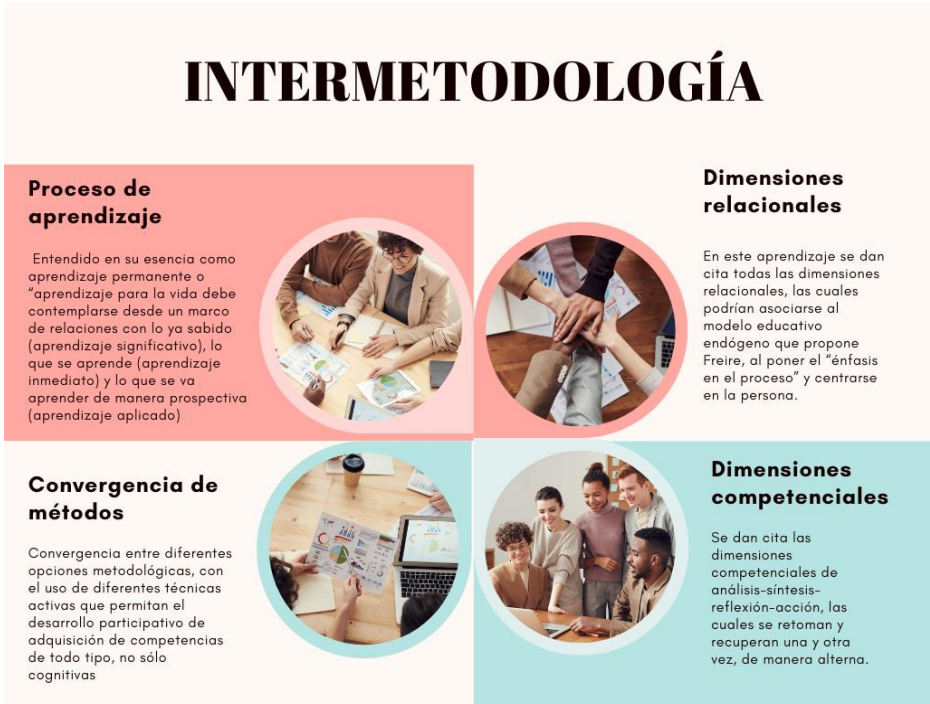 INTERMETODOLOGÍA
Proceso de
aprendizaje
Entendido en su esencia como
aprendizaje permanente o
“aprendizaje para la vida debe
contemplarse desde un marco
de relaciones con lo ya sabido
(aprendizaje significativo), lo
que se aprende (aprendizaje
inmediato) y lo que se va
aprender de manera prospectiva
(aprendizaje aplicado)
Dimensiones
relacionales
En este aprendizaje se dan
cita todas las dimensiones
relacionales, las cuales
podrían asociarse al
modelo educativo
endógeno que propone
Freire, al poner el “énfasis
en el proceso” y centrarse
en la persona.
Convergencia de
métodos
Convergencia entre diferentes
opciones metodológicas, con
el uso de diferentes técnicas
activas que permitan el
desarrollo participativo de
adquisición de competencias
de todo tipo, no sólo
cognitivas
Dimensiones
competenciales
Se dan cita las
dimensiones
competenciales de
análisis-síntesis-
reflexión-acción, las
cuales se retoman y
recuperan una y otra
vez, de manera alterna.